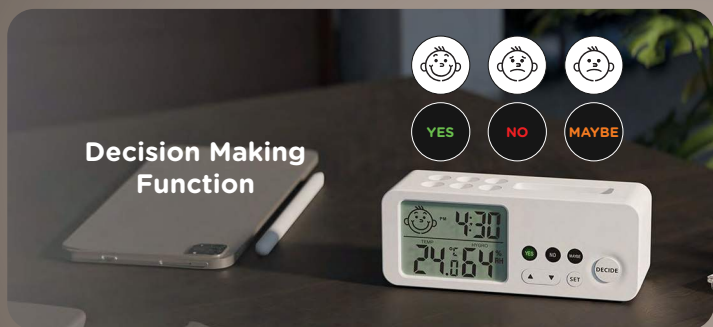 Decision Making
Function
YES
NO
MAYBE
PM 4:30
TEMP HYGRO
24.0 °C 64 % RH
YES NO MAYBE
▲ ▼ SET
DECIDE